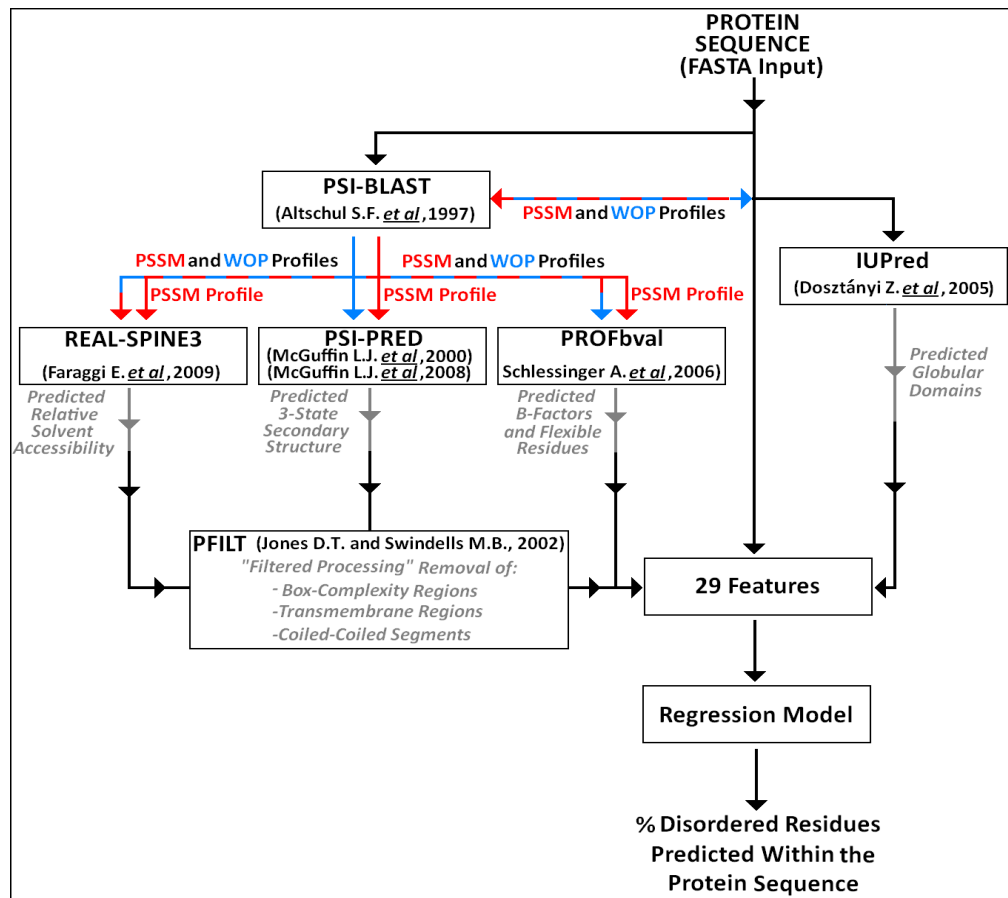 PROTEIN
SEQUENCE
(FASTA Input)
PSI-BLAST
(Altschul S.F. et al, 1997)
PSSM and WOP Profiles
IUPred
(Dosztányi Z. et al, 2005)
PSSM and WOP Profiles
PSSM and WOP Profiles
PSSM Profile
PSSM Profile
PSSM Profile
REAL-SPINE3
(Faraggi E. et al, 2009)
PSI-PRED
(McGuffin L.J. et al, 2000)
(McGuffin L.J. et al, 2008)
PROFbval
Schlessinger A. et al, 2006)
Predicted
Relative
Solvent
Accessibility
Predicted
3-State
Secondary
Structure
Predicted
B-Factors
and Flexible
Residues
Predicted
Globular
Domains
PFILT (Jones D.T. and Swindells M.B., 2002)
"Filtered Processing" Removal of:
- Box-Complexity Regions
-Transmembrane Regions
-Coiled-Coiled Segments
29 Features
Regression Model
% Disordered Residues
Predicted Within the
Protein Sequence